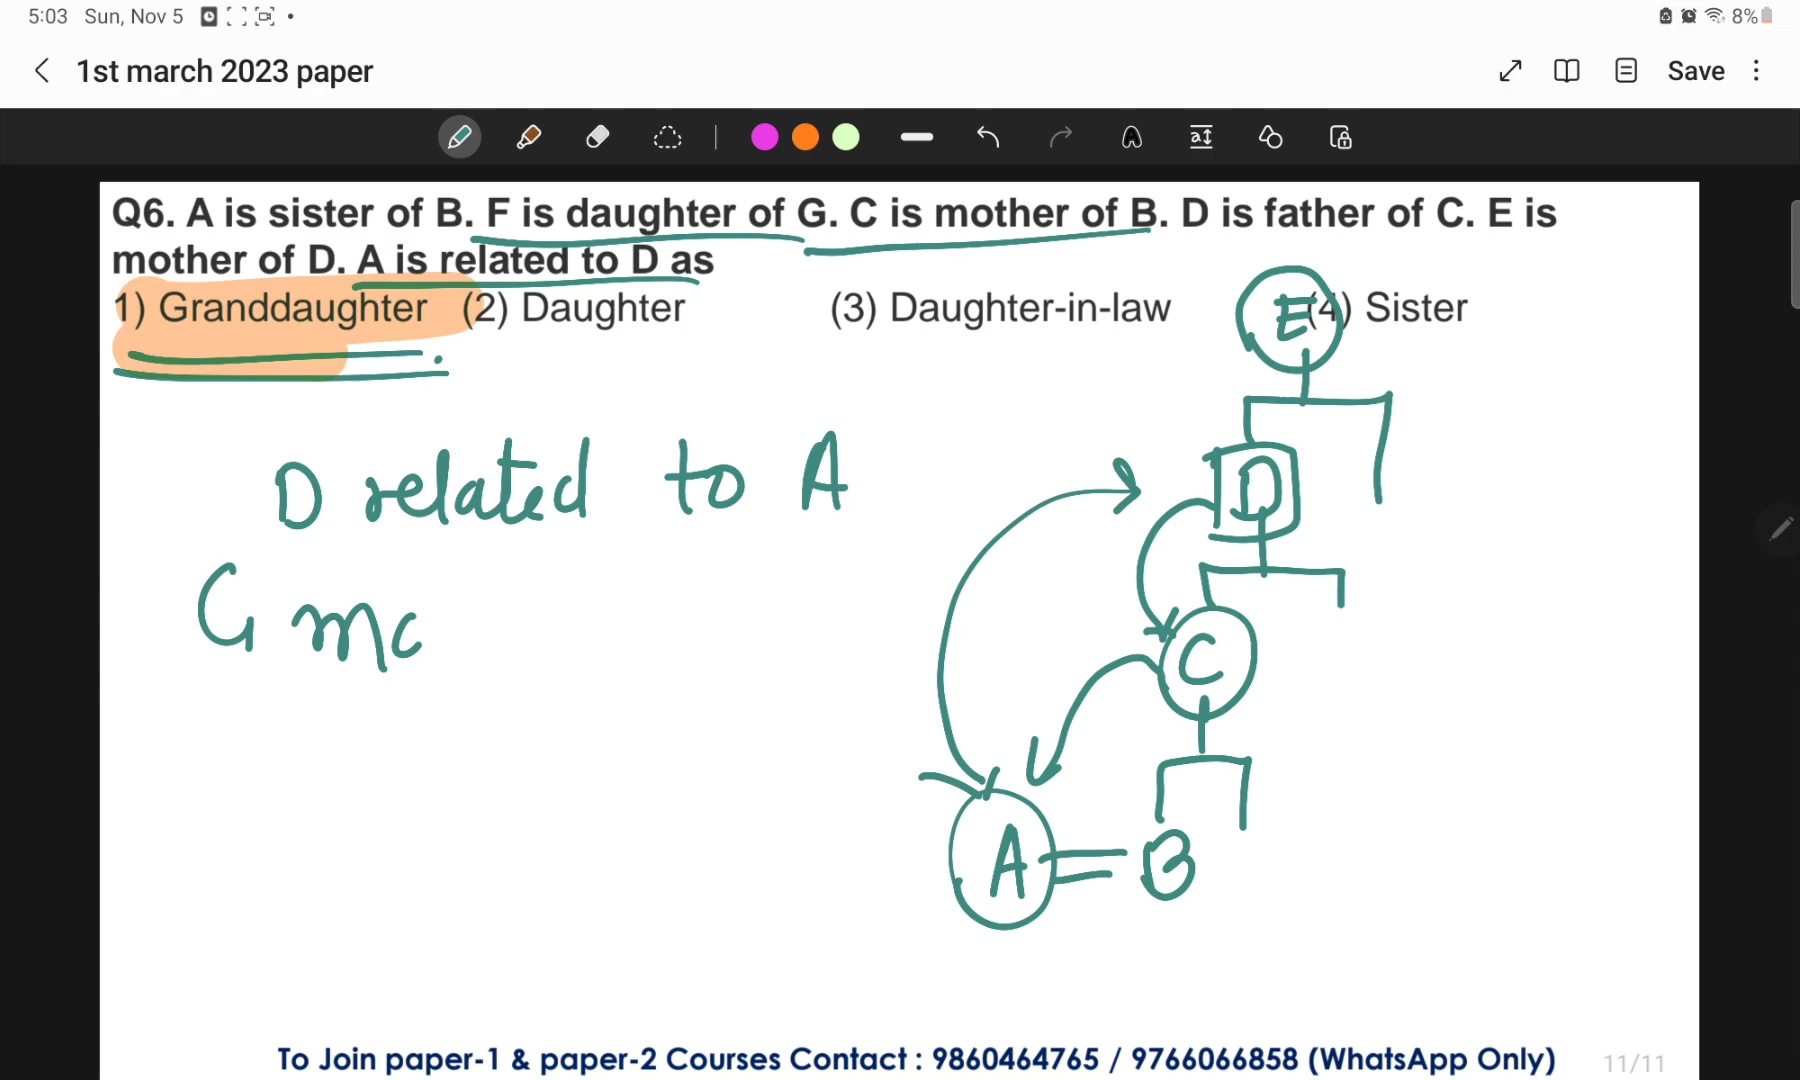 5:03 Sun, Nov 5
8%
1st march 2023 paper
Save
Q6. A is sister of B. F is daughter of G. C is mother of B. D is father of C. E is
mother of D. A is related to D as
1) Granddaughter (2) Daughter (3) Daughter-in-law (4) Sister
E
D related to A
D
G mc
C
A = B
To Join paper-1 & paper-2 Courses Contact : 9860464765 / 9766066858 (WhatsApp Only)
11/11